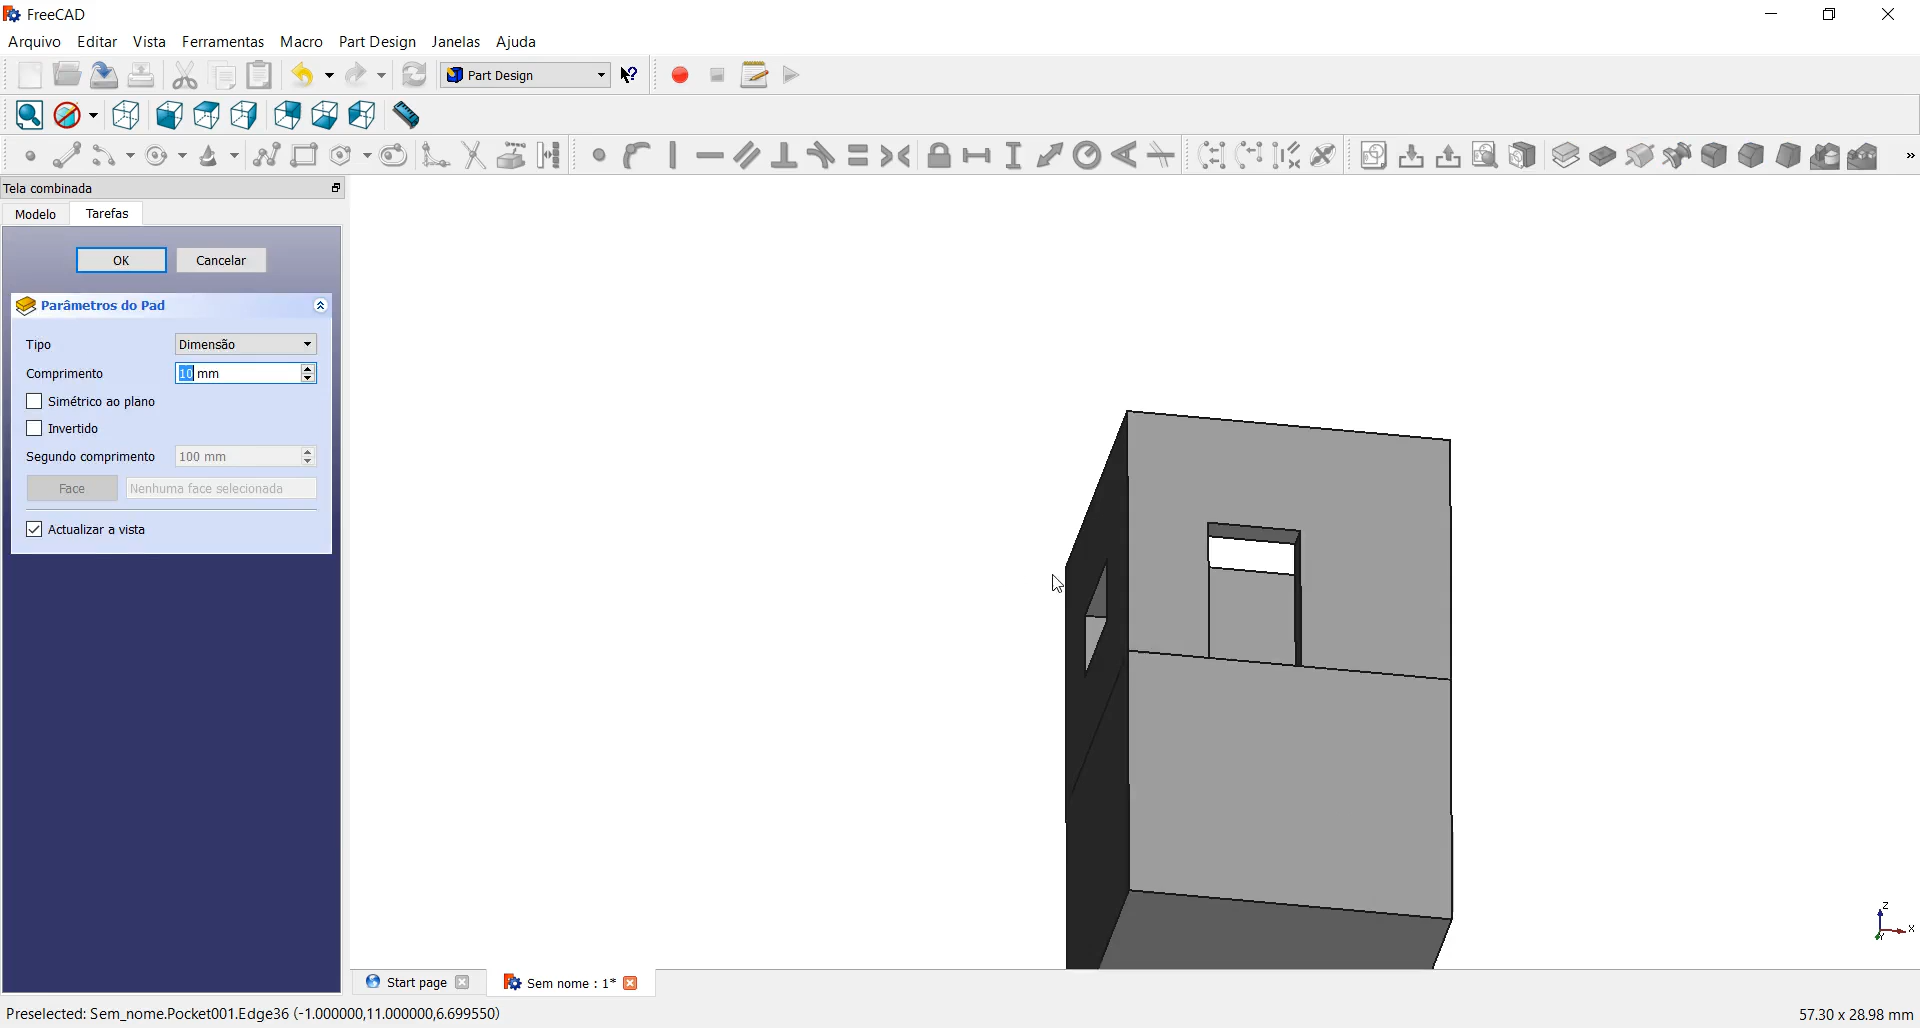 FreeCAD
Arquivo Editar Vista Ferramentas Macro Part Design Janelas Ajuda
Part Design
Tela combinada
Modelo Tarefas
OK Cancelar
Parâmetros do Pad
Tipo Dimensão
Comprimento 10 mm
Simétrico ao plano
Invertido
Segundo comprimento 100 mm
Face Nenhuma face selecionada
Actualizar a vista
Z
X
Y
Start page Sem nome : 1*
Preselected: Sem_nome.Pocket001.Edge36 (-1.000000,11.000000,6.699550) 57.30 x 28.98 mm